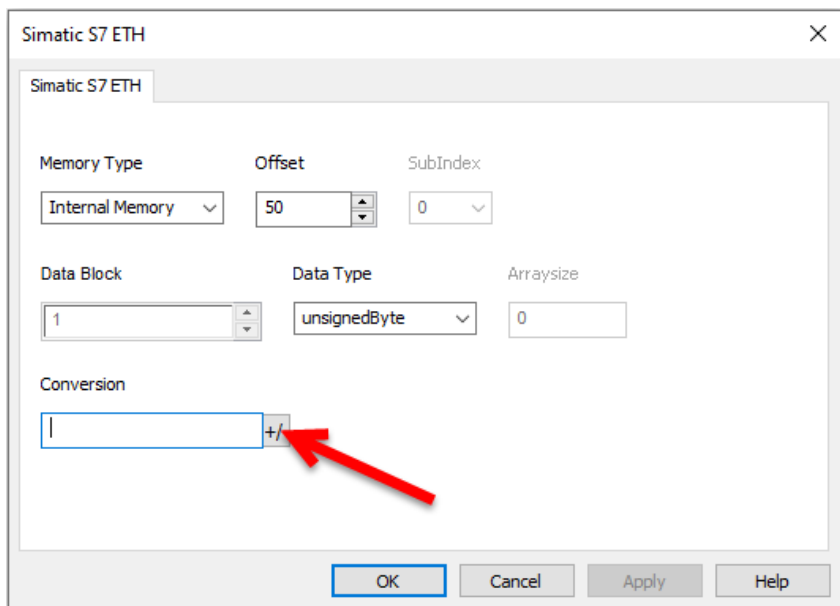 Simatic S7 ETH
Simatic S7 ETH
Memory Type Offset SubIndex
Internal Memory 50 0
Data Block Data Type Arraysize
1 unsignedByte 0
Conversion
+/
OK Cancel Apply Help